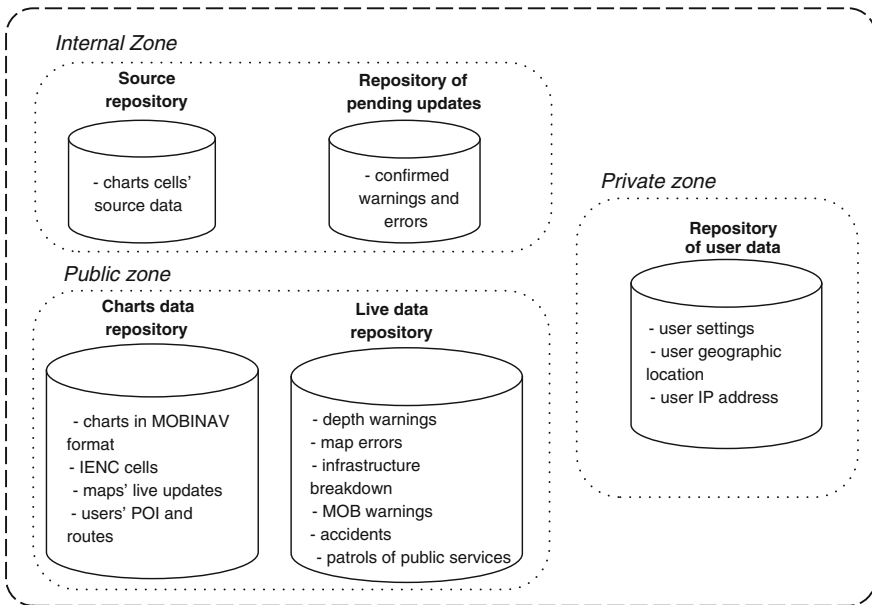 Internal Zone
Source
repository
- charts cells'
source data
Repository of
pending updates
- confirmed
warnings and
errors
Private zone
Repository
of user data
- user settings
- user geographic
location
- user IP address
Public zone
Charts data
repository
- charts in MOBINAV
format
- IENC cells
- maps' live updates
- users' POI and
routes
Live data
repository
- depth warnings
- map errors
- infrastructure
breakdown
- MOB warnings
- accidents
- patrols of public services